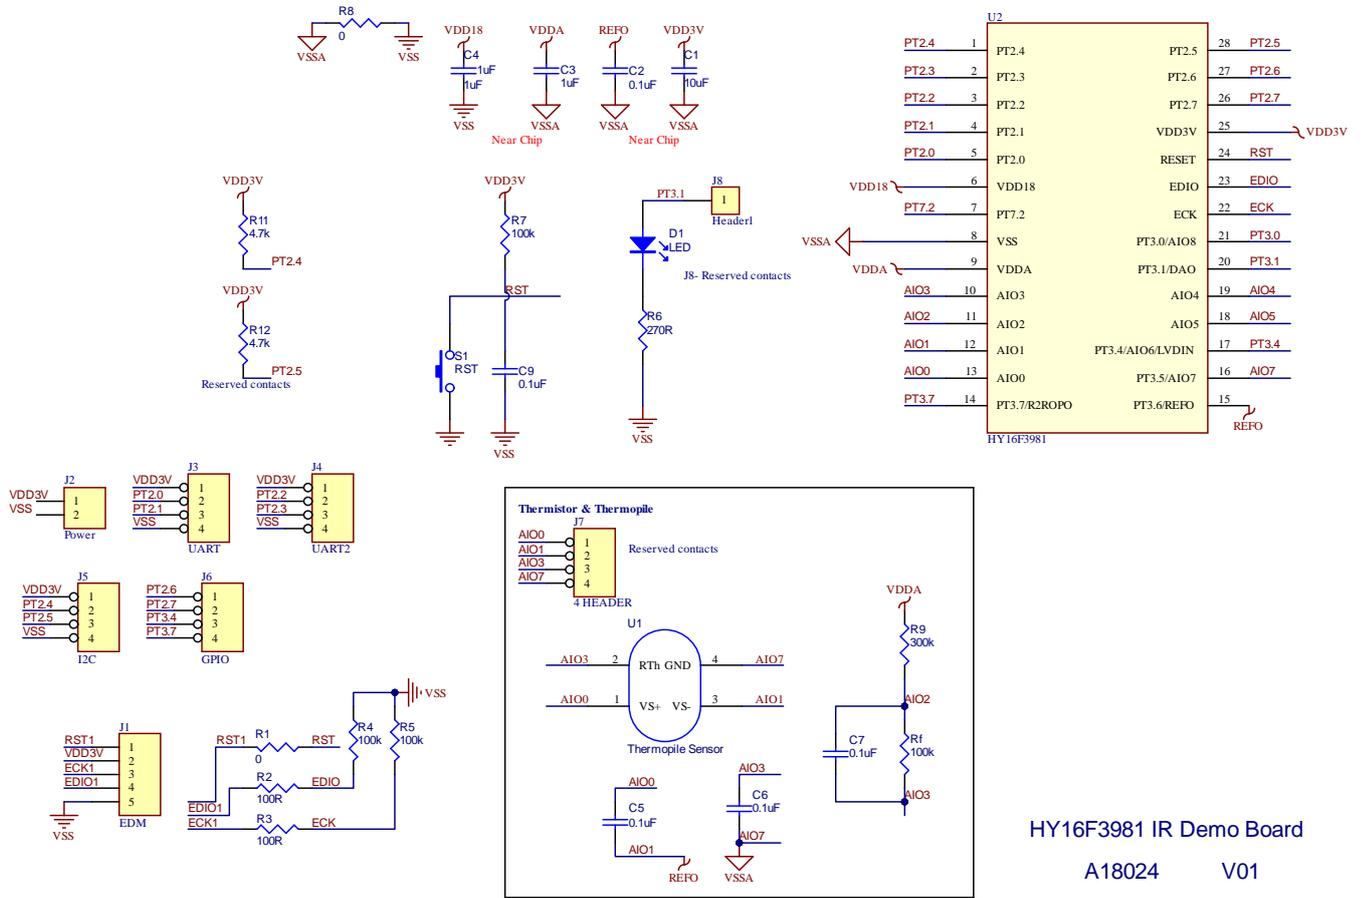 R8
0
VSSA
VSS
VDD18
C4
1uF
1uF
VSS
VDDA
C3
1uF
VSSA
REFO
C2
0.1uF
VSSA
VDD3V
C1
10uF
VSSA
Near Chip
Near Chip
VDD3V
R11
4.7k
PT2.4
VDD3V
R12
4.7k
PT2.5
Reserved contacts
VDD3V
R7
100k
RST
S1
RST
C9
0.1uF
VSS
PT3.1
J8
1
Header1
D1
LED
J8- Reserved contacts
R6
270R
VSS
U2
PT2.4 1 PT2.4 PT2.5 28 PT2.5
PT2.3 2 PT2.3 PT2.6 27 PT2.6
PT2.2 3 PT2.2 PT2.7 26 PT2.7
PT2.1 4 PT2.1 VDD3V 25 VDD3V
PT2.0 5 PT2.0 RESET 24 RST
VDD18 6 VDD18 EDIO 23 EDIO
PT7.2 7 PT7.2 ECK 22 ECK
VSSA 8 VSS PT3.0/AIO8 21 PT3.0
VDDA 9 VDDA PT3.1/DAO 20 PT3.1
AIO3 10 AIO3 AIO4 19 AIO4
AIO2 11 AIO2 AIO5 18 AIO5
AIO1 12 AIO1 PT3.4/AIO6/LVDIN 17 PT3.4
AIO0 13 AIO0 PT3.5/AIO7 16 AIO7
PT3.7 14 PT3.7/R2ROPO PT3.6/REFO 15
REFO
HY16F3981
J2
VDD3V 1
VSS 2
Power
J3
VDD3V 1
PT2.0 2
PT2.1 3
VSS 4
UART
J4
VDD3V 1
PT2.2 2
PT2.3 3
VSS 4
UART2
J5
VDD3V 1
PT2.4 2
PT2.5 3
VSS 4
I2C
J6
PT2.6 1
PT2.7 2
PT3.4 3
PT3.7 4
GPIO
J1
RST1 1
VDD3V 2
ECK1 3
EDIO1 4
5
VSS
EDM
VSS
R4
100k
R5
100k
RST1 R1 RST
0
R2 EDIO
EDIO1 100R
ECK1 R3 ECK
100R
Thermistor & Thermopile
J7
AIO0 1
AIO1 2
AIO3 3
AIO7 4
Reserved contacts
4 HEADER
U1
AIO3 2 RTh GND 4 AIO7
AIO0 1 VS+ VS- 3 AIO1
Thermopile Sensor
AIO0
C5
0.1uF
AIO1
REFO
AIO3
C6
0.1uF
AIO7
VSSA
VDDA
R9
300k
AIO2
C7
0.1uF
Rf
100k
AIO3
HY16F3981 IR Demo Board
A18024 V01